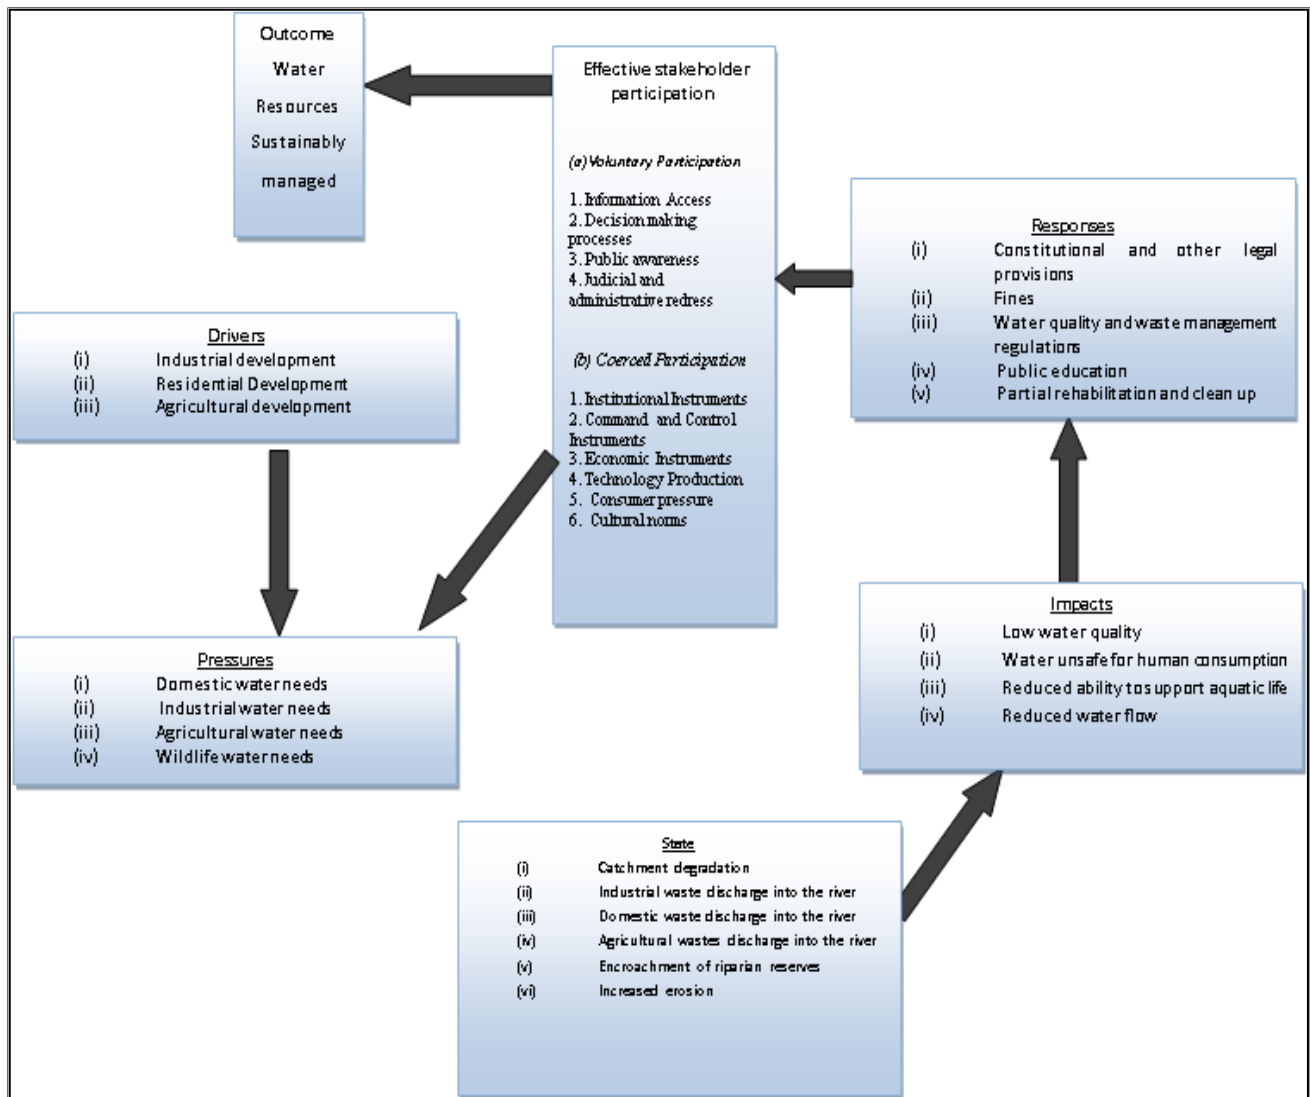 Outcome
Water
Resources
Sustainably
managed
Effective stakeholder
participation
(a) Voluntary Participation
1. Information Access
2. Decision making
processes
3. Public awareness
4. Judicial and
administrative redress
(b) Coerced Participation
1. Institutional Instruments
2. Command and Control
Instruments
3. Economic Instruments
4. Technology Production
5. Consumer pressure
6. Cultural norms
Responses
(i) Constitutional and other legal
provisions
(ii) Fines
(iii) Water quality and waste management
regulations
(iv) Public education
(v) Partial rehabilitation and clean up
Drivers
(i) Industrial development
(ii) Residential Development
(iii) Agricultural development
Pressures
(i) Domestic water needs
(ii) Industrial water needs
(iii) Agricultural water needs
(iv) Wildlife water needs
Impacts
(i) Low water quality
(ii) Water unsafe for human consumption
(iii) Reduced ability to support aquatic life
(iv) Reduced water flow
State
(i) Catchment degradation
(ii) Industrial waste discharge into the river
(iii) Domestic waste discharge into the river
(iv) Agricultural wastes discharge into the river
(v) Encroachment of riparian reserves
(vi) Increased erosion